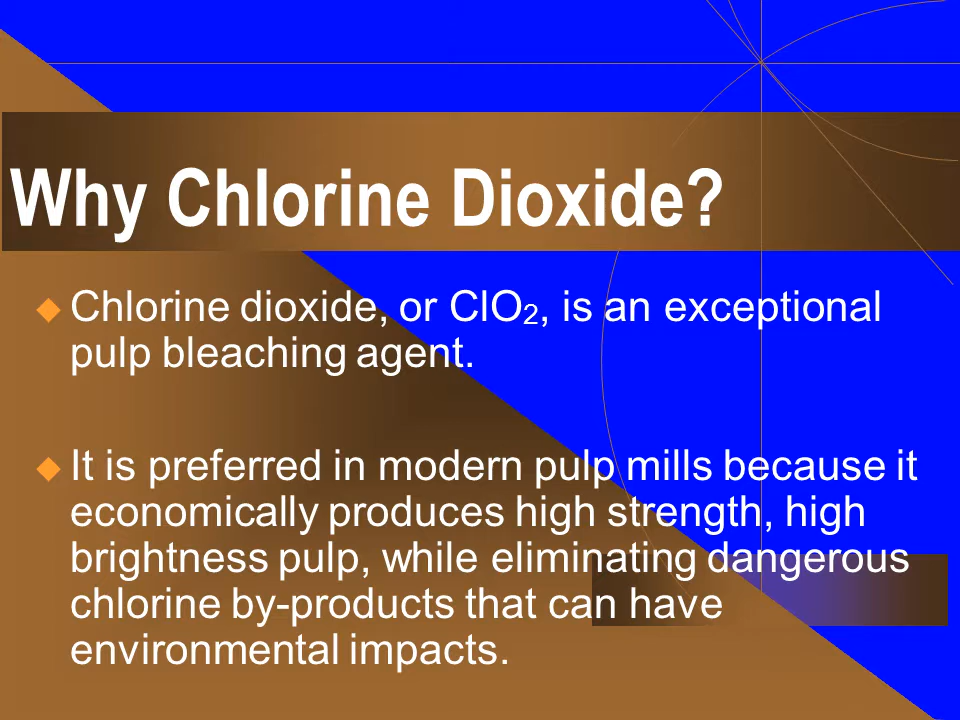 Why Chlorine Dioxide?
Chlorine dioxide, or ClO₂, is an exceptional
pulp bleaching agent.
It is preferred in modern pulp mills because it
economically produces high strength, high
brightness pulp, while eliminating dangerous
chlorine by-products that can have
environmental impacts.